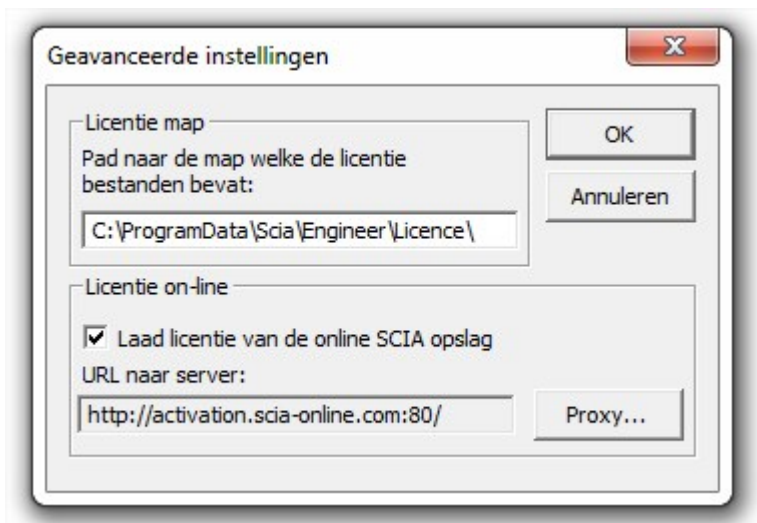 Geavanceerde instellingen
Licentie map
Pad naar de map welke de licentie
bestanden bevat:
C:\ProgramData\Scia\Engineer\Licence\
OK
Annuleren
Licentie on-line
Laad licentie van de online SCIA opslag
URL naar server:
http://activation.scia-online.com:80/
Proxy...